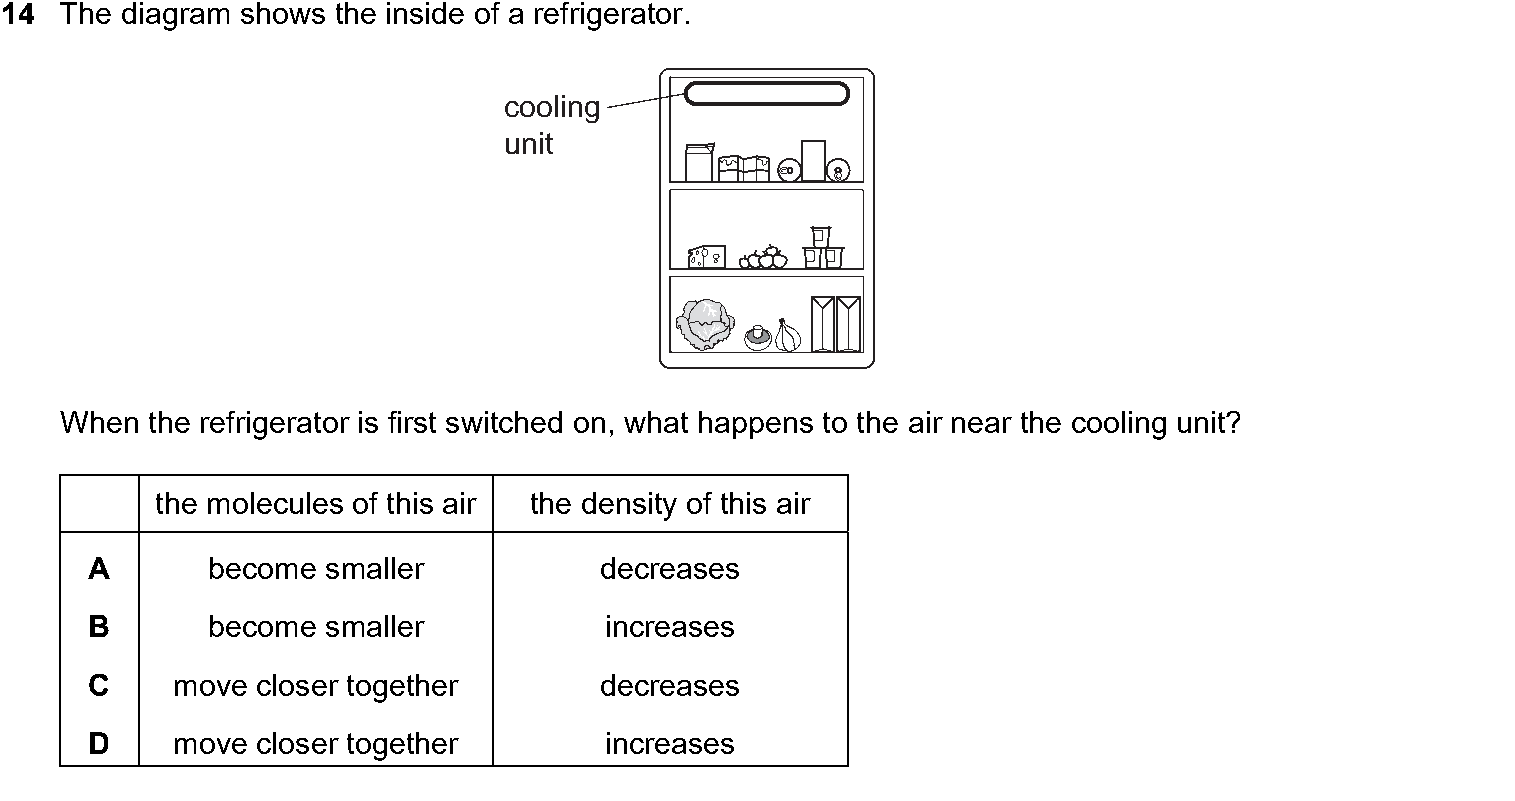 14 The diagram shows the inside of a refrigerator.
cooling
unit
When the refrigerator is first switched on, what happens to the air near the cooling unit?
the molecules of this air the density of this air
A become smaller decreases
B become smaller increases
C move closer together decreases
D move closer together increases